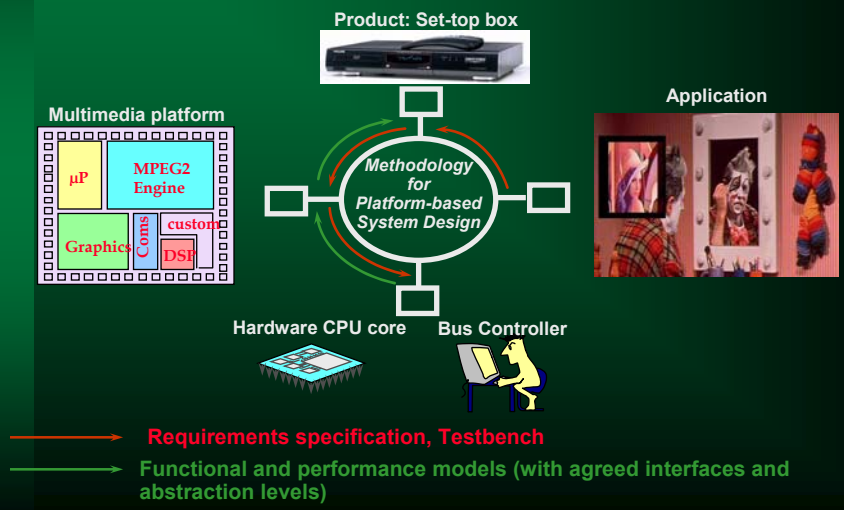 Product: Set-top box
Multimedia platform
Application
μP
MPEG2
Engine
Graphics
Coms
custom
DSP
Methodology
for
Platform-based
System Design
Hardware CPU core
Bus Controller
Requirements specification, Testbench
Functional and performance models (with agreed interfaces and
abstraction levels)